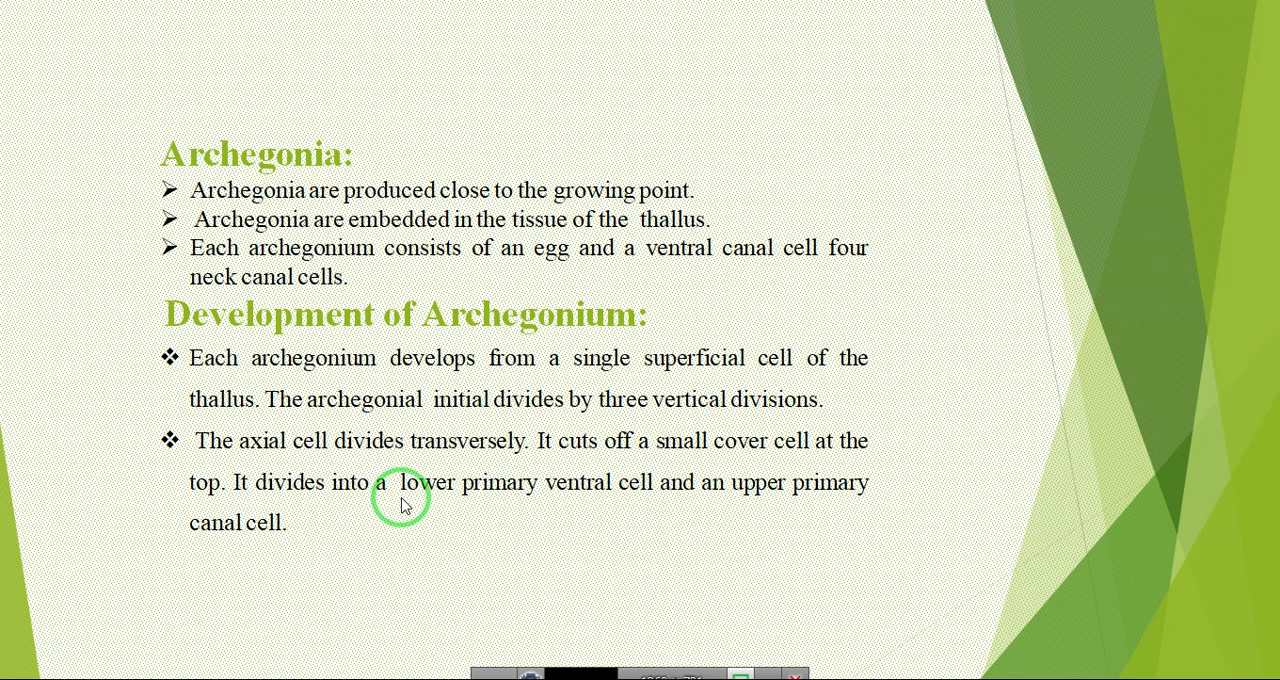 Archegonia:
Archegonia are produced close to the growing point.
Archegonia are embedded in the tissue of the thallus.
Each archegonium consists of an egg and a ventral canal cell four
neck canal cells.
Development of Archegonium:
Each archegonium develops from a single superficial cell of the
thallus. The archegonial initial divides by three vertical divisions.
The axial cell divides transversely. It cuts off a small cover cell at the
top. It divides into a lower primary ventral cell and an upper primary
canal cell.